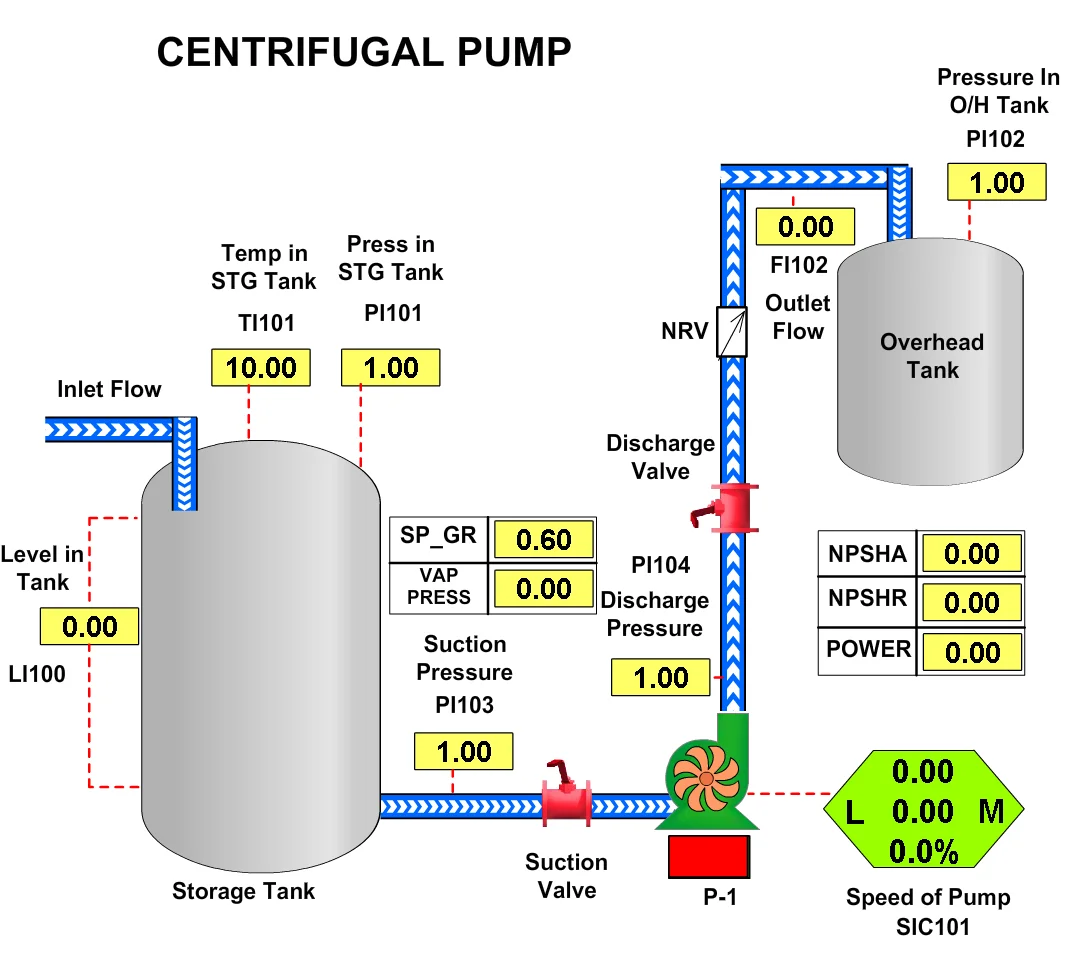 CENTRIFUGAL PUMP
Pressure In
O/H Tank
PI102
1.00
0.00
FI102
Outlet
Flow
Temp in
STG Tank
TI101
10.00
Press in
STG Tank
PI101
1.00
NRV
Overhead
Tank
Inlet Flow
Discharge
Valve
Level in
Tank
0.00
LI100
SP_GR
0.60
VAP
PRESS
0.00
PI104
Discharge
Pressure
1.00
NPSHA
0.00
NPSHR
0.00
POWER
0.00
Suction
Pressure
PI103
1.00
0.00
L 0.00 M
0.0%
Storage Tank
Suction
Valve
P-1
Speed of Pump
SIC101